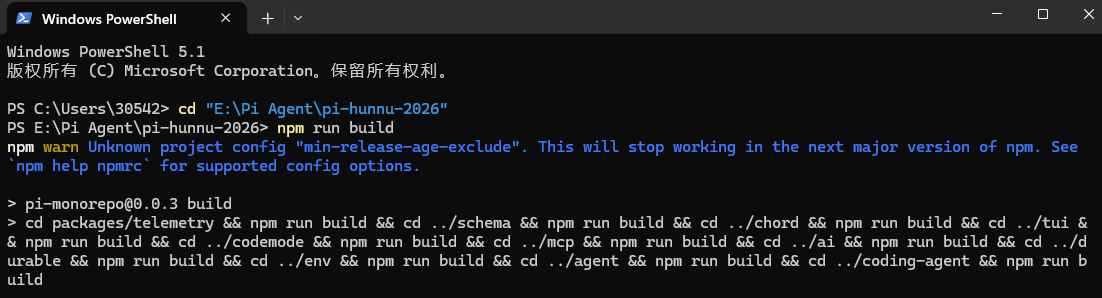 Windows PowerShell
Windows PowerShell 5.1
版权所有 (C) Microsoft Corporation。保留所有权利。
PS C:\Users\30542> cd "E:\Pi Agent\pi-hunnu-2026"
PS E:\Pi Agent\pi-hunnu-2026> npm run build
npm warn Unknown project config "min-release-age-exclude". This will stop working in the next major version of npm. See
`npm help npmrc` for supported config options.
> pi-monorepo@0.0.3 build
> cd packages/telemetry && npm run build && cd ../schema && npm run build && cd ../chord && npm run build && cd ../tui &
& npm run build && cd ../codemode && npm run build && cd ../mcp && npm run build && cd ../ai && npm run build && cd ../d
urable && npm run build && cd ../env && npm run build && cd ../agent && npm run build && cd ../coding-agent && npm run b
uild